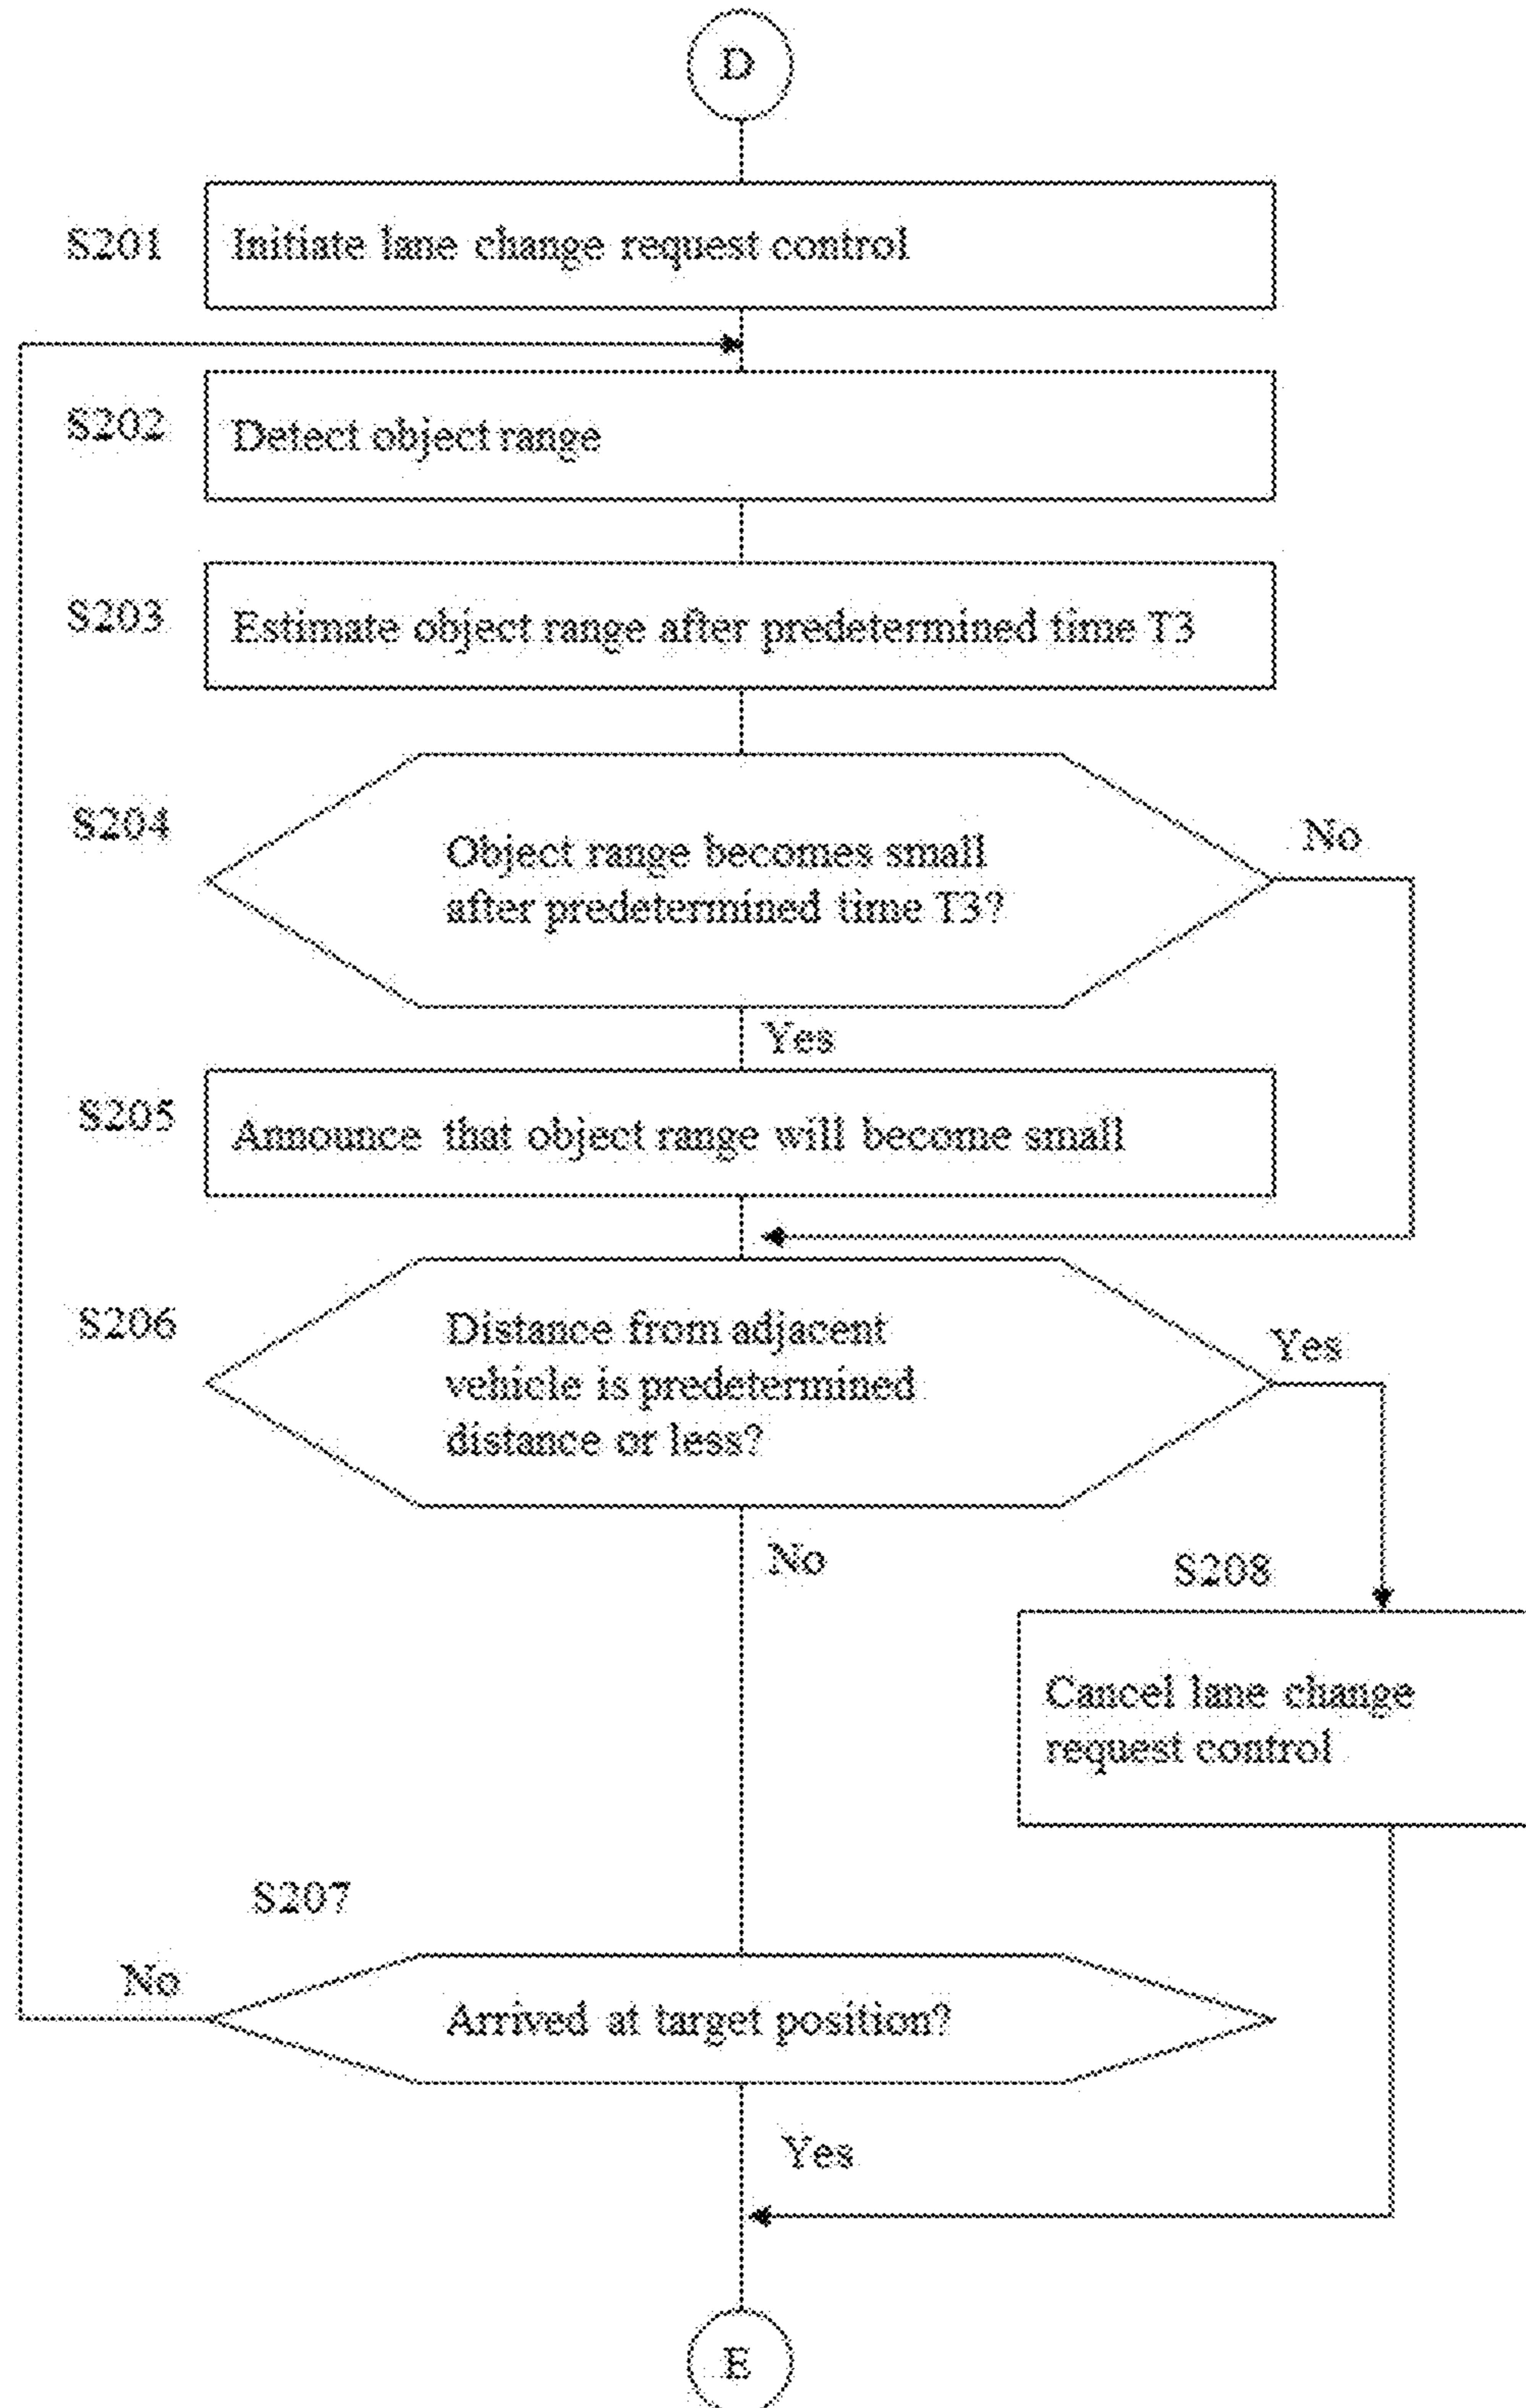 D
S201
Initiate lane change request control
S202
Detect object range
S203
Estimate object range after predetermined time T3
S204
Object range becomes small
after predetermined time T3?
No
Yes
S205
Announce that object range will become small
S206
Distance from adjacent
vehicle is predetermined
distance or less?
Yes
No
S208
Cancel lane change
request control
S207
No
Arrived at target position?
Yes
E